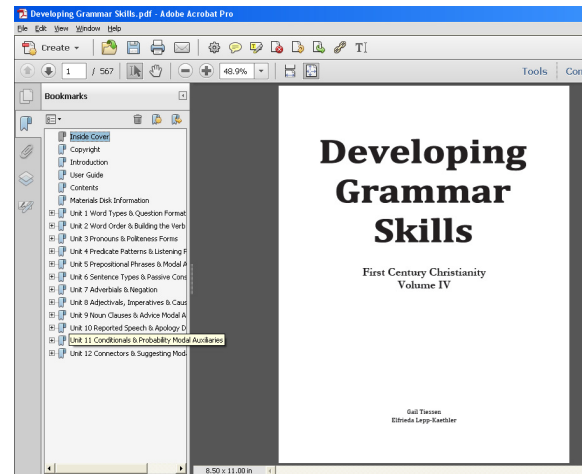 Developing Grammar Skills.pdf - Adobe Acrobat Pro
File Edit View Window Help
Create
1 / 567 48.9% Tools Con
Bookmarks
Inside Cover
Copyright
Introduction
User Guide
Contents
Materials Disk Information
Unit 1 Word Types & Question Format
Unit 2 Word Order & Building the Verb
Unit 3 Pronouns & Politeness Forms
Unit 4 Predicate Patterns & Listening F
Unit 5 Prepositional Phrases & Modal A
Unit 6 Sentence Types & Passive Cons
Unit 7 Adverbials & Negation
Unit 8 Adjectivals, Imperatives & Caus
Unit 9 Noun Clauses & Advice Modal A
Unit 10 Reported Speech & Apology D
Unit 11 Conditionals & Probability Modal Auxiliaries
Unit 12 Connectors & Suggesting Mod
Developing
Grammar
Skills
First Century Christianity
Volume IV
Gail Tiessen
Elfrieda Lepp-Kaethler
8.50 x 11.00 in